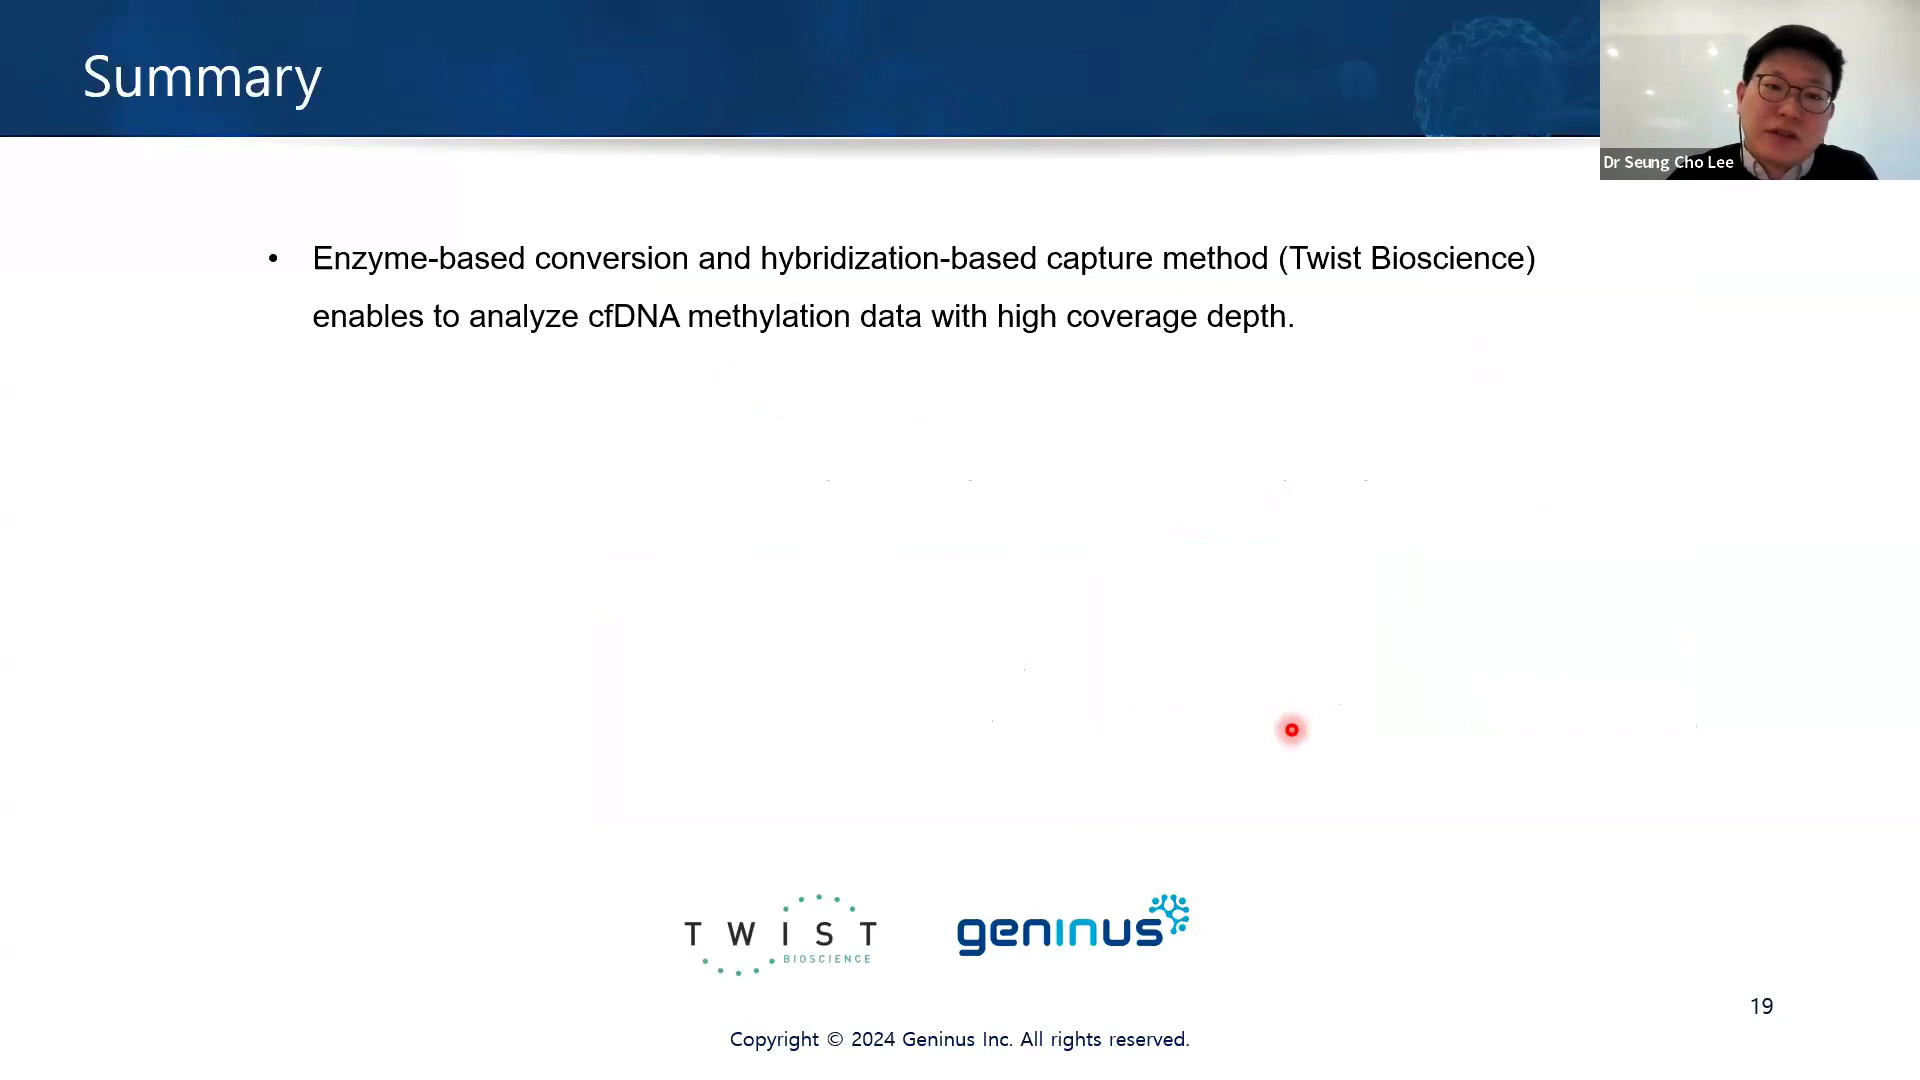 Summary
Dr Seung Cho Lee
• Enzyme-based conversion and hybridization-based capture method (Twist Bioscience)
enables to analyze cfDNA methylation data with high coverage depth.
TWIST
BIOSCIENCE
geninus
19
Copyright © 2024 Geninus Inc. All rights reserved.